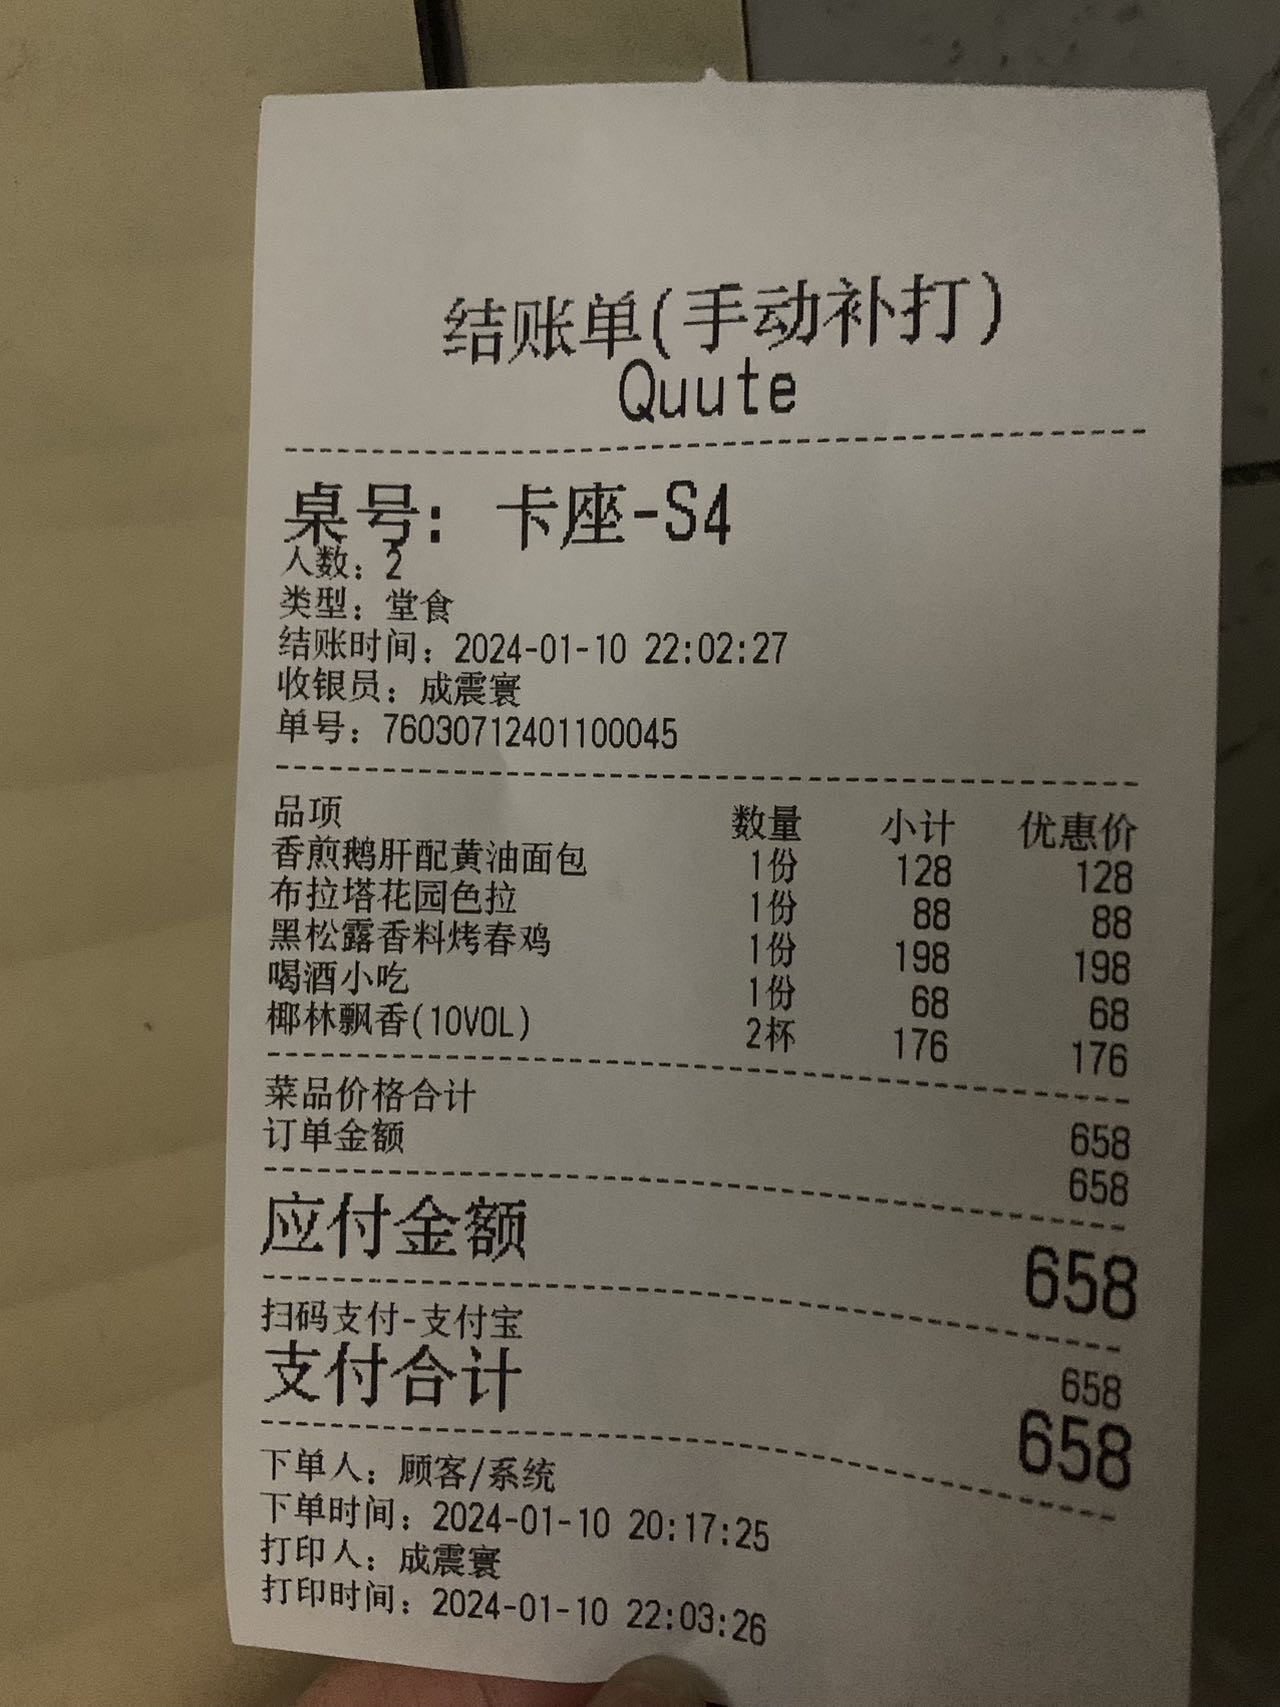 结账单(手动补打)
Quute
桌号: 卡座-S4
人数: 2
类型: 堂食
结账时间: 2024-01-10 22:02:27
收银员: 成震寰
单号: 76030712401100045
品项 数量 小计 优惠价
香煎鹅肝配黄油面包 1份 128 128
布拉塔花园色拉 1份 88 88
黑松露香料烤春鸡 1份 198 198
喝酒小吃 1份 68 68
椰林飘香(10VOL) 2杯 176 176
菜品价格合计 658
订单金额 658
应付金额 658
扫码支付-支付宝 658
支付合计 658
下单人: 顾客/系统
下单时间: 2024-01-10 20:17:25
打印人: 成震寰
打印时间: 2024-01-10 22:03:26